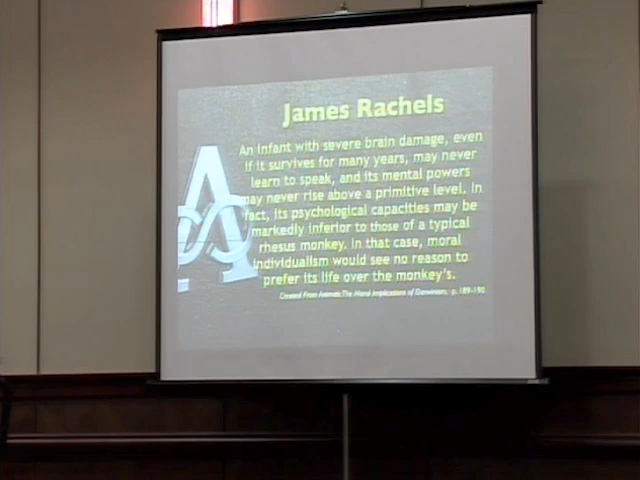 James Rachels
An infant with severe brain damage, even
if it survives for many years, may never
learn to speak, and its mental powers
may never rise above a primitive level. In
fact, its psychological capacities may be
markedly inferior to those of a typical
rhesus monkey. In that case, moral
individualism would see no reason to
prefer its life over the monkey's.
Created From Animals: The Moral Implications of Darwinism, p. 189-190
A